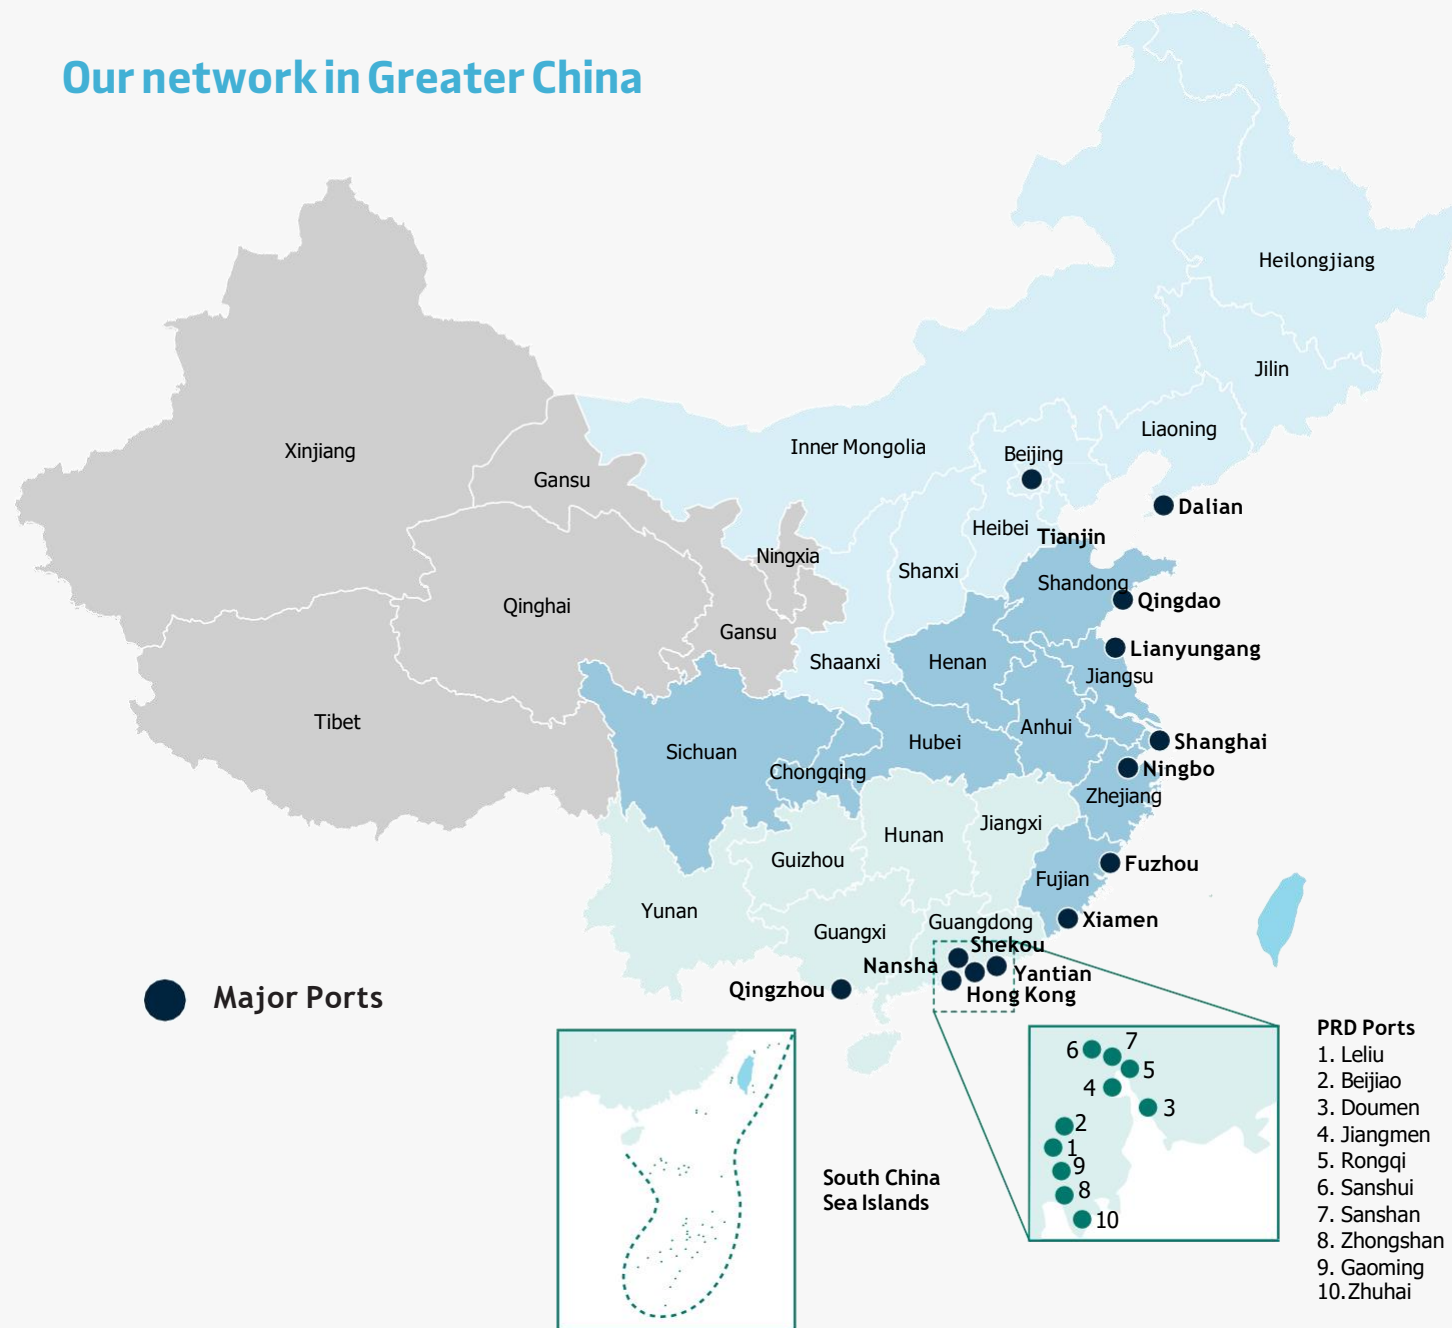 Our network in Greater China
Heilongjiang
Jilin
Liaoning
Inner Mongolia
Beijing
Xinjiang
Gansu
Dalian
Heibei
Tianjin
Ningxia
Shanxi
Shandong
Qinghai
Qingdao
Gansu
Lianyungang
Shaanxi
Henan
Jiangsu
Tibet
Anhui
Hubei
Shanghai
Sichuan
Chongqing
Ningbo
Zhejiang
Jiangxi
Hunan
Guizhou
Fuzhou
Fujian
Yunan
Xiamen
Guangdong
Guangxi
Shekou
Nansha
Yantian
Qingzhou
Hong Kong
Major Ports
South China
Sea Islands
6
7
5
4
3
2
1
9
8
10
PRD Ports
1. Leliu
2. Beijiao
3. Doumen
4. Jiangmen
5. Rongqi
6. Sanshui
7. Sanshan
8. Zhongshan
9. Gaoming
10.Zhuhai